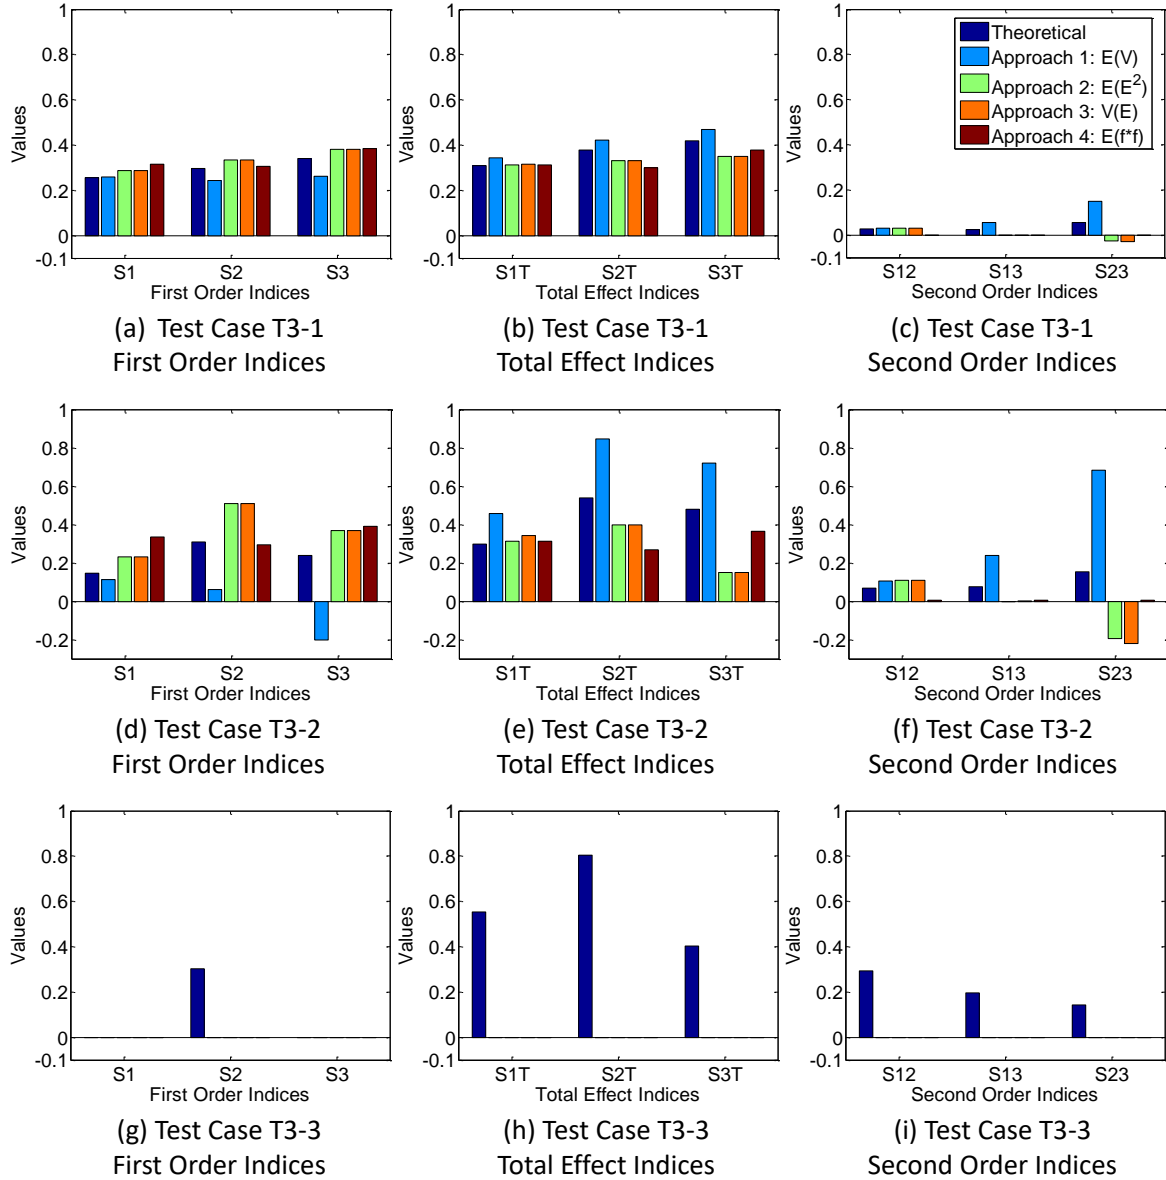 1
0.8
0.6
0.4
0.2
0
-0.1
Values
S1 S2 S3
First Order Indices
(a) Test Case T3-1
First Order Indices
1
0.8
0.6
0.4
0.2
0
-0.1
Values
S1T S2T S3T
Total Effect Indices
(b) Test Case T3-1
Total Effect Indices
1
0.8
0.6
0.4
0.2
0
-0.1
Values
Theoretical
Approach 1: E(V)
Approach 2: E(E²)
Approach 3: V(E)
Approach 4: E(f*f)
S12 S13 S23
Second Order Indices
(c) Test Case T3-1
Second Order Indices
1
0.8
0.6
0.4
0.2
0
-0.2
Values
S1 S2 S3
First Order Indices
(d) Test Case T3-2
First Order Indices
1
0.8
0.6
0.4
0.2
0
-0.2
Values
S1T S2T S3T
Total Effect Indices
(e) Test Case T3-2
Total Effect Indices
1
0.8
0.6
0.4
0.2
0
-0.2
Values
S12 S13 S23
Second Order Indices
(f) Test Case T3-2
Second Order Indices
1
0.8
0.6
0.4
0.2
0
-0.1
Values
S1 S2 S3
First Order Indices
(g) Test Case T3-3
First Order Indices
1
0.8
0.6
0.4
0.2
0
-0.1
Values
S1T S2T S3T
Total Effect Indices
(h) Test Case T3-3
Total Effect Indices
1
0.8
0.6
0.4
0.2
0
-0.1
Values
S12 S13 S23
Second Order Indices
(i) Test Case T3-3
Second Order Indices